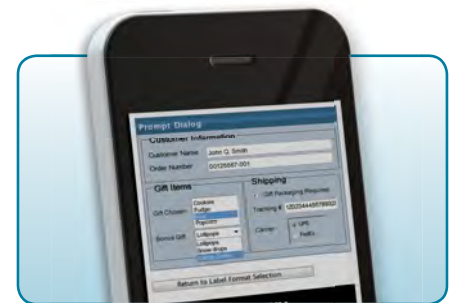 Prompt Dialog
Customer Information
Customer Name John Q. Smith
Order Number
Gift Items
Shipping
Cookies
Gift Packaging Required
Fudge
Gift Chosen
Popcorn
Tracking #
Bonus Gift
Lollipops
Carrier
UPS
Lollipops
FedEx
Return to Label Format Selection